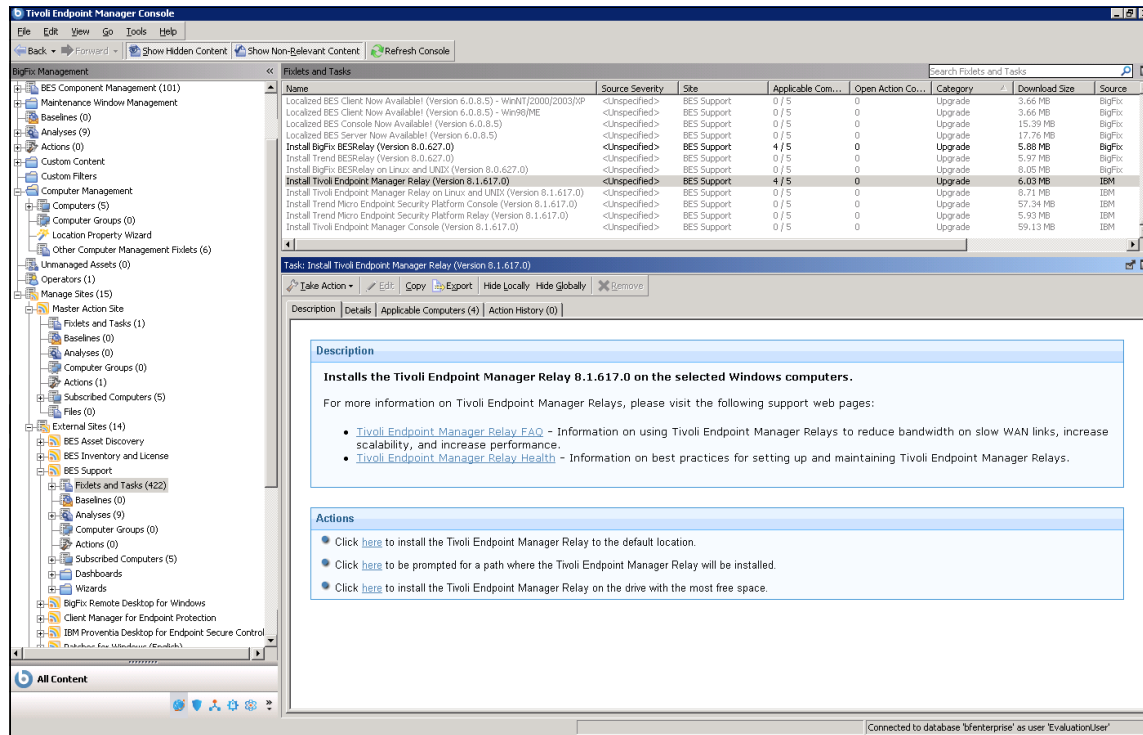 Tivoli Endpoint Manager Console
File Edit View Go Tools Help
Back Forward Show Hidden Content Show Non-Relevant Content Refresh Console
BigFix Management «
BES Component Management (101)
Maintenance Window Management
Baselines (0)
Analyses (9)
Actions (0)
Custom Content
Custom Filters
Computer Management
Computers (5)
Computer Groups (0)
Location Property Wizard
Other Computer Management Fixlets (6)
Unmanaged Assets (0)
Operators (1)
Manage Sites (15)
Master Action Site
Fixlets and Tasks (1)
Baselines (0)
Analyses (0)
Computer Groups (0)
Actions (1)
Subscribed Computers (5)
Files (0)
External Sites (14)
BES Asset Discovery
BES Inventory and License
BES Support
Fixlets and Tasks (422)
Baselines (0)
Analyses (9)
Computer Groups (0)
Actions (0)
Subscribed Computers (5)
Dashboards
Wizards
BigFix Remote Desktop for Windows
Client Manager for Endpoint Protection
IBM Proventia Desktop for Endpoint Secure Control
Patches for Windows (English)
All Content
Fixlets and Tasks Search Fixlets and Tasks
Name Source Severity Site Applicable Com... Open Action Co... Category Download Size Source
Localized BES Client Now Available! (Version 6.0.8.5) - WinNT/2000/2003/XP <Unspecified> BES Support 0 / 5 0 Upgrade 3.66 MB BigFix
Localized BES Client Now Available! (Version 6.0.8.5) - Win98/ME <Unspecified> BES Support 0 / 5 0 Upgrade 3.66 MB BigFix
Localized BES Console Now Available! (Version 6.0.8.5) <Unspecified> BES Support 0 / 5 0 Upgrade 15.39 MB BigFix
Localized BES Server Now Available! (Version 6.0.8.5) <Unspecified> BES Support 0 / 5 0 Upgrade 17.76 MB BigFix
Install BigFix BESRelay (Version 8.0.627.0) <Unspecified> BES Support 4 / 5 0 Upgrade 5.88 MB BigFix
Install Trend BESRelay (Version 8.0.627.0) <Unspecified> BES Support 0 / 5 0 Upgrade 5.97 MB BigFix
Install BigFix BESRelay on Linux and UNIX (Version 8.0.627.0) <Unspecified> BES Support 0 / 5 0 Upgrade 8.05 MB BigFix
Install Tivoli Endpoint Manager Relay (Version 8.1.617.0) <Unspecified> BES Support 4 / 5 0 Upgrade 6.03 MB IBM
Install Tivoli Endpoint Manager Relay on Linux and UNIX (Version 8.1.617.0) <Unspecified> BES Support 0 / 5 0 Upgrade 8.71 MB IBM
Install Trend Micro Endpoint Security Platform Console (Version 8.1.617.0) <Unspecified> BES Support 0 / 5 0 Upgrade 57.34 MB IBM
Install Trend Micro Endpoint Security Platform Relay (Version 8.1.617.0) <Unspecified> BES Support 0 / 5 0 Upgrade 5.93 MB IBM
Install Tivoli Endpoint Manager Console (Version 8.1.617.0) <Unspecified> BES Support 0 / 5 0 Upgrade 59.13 MB IBM
Task: Install Tivoli Endpoint Manager Relay (Version 8.1.617.0)
Take Action Edit Copy Export Hide Locally Hide Globally Remove
Description Details Applicable Computers (4) Action History (0)
Description
Installs the Tivoli Endpoint Manager Relay 8.1.617.0 on the selected Windows computers.
For more information on Tivoli Endpoint Manager Relays, please visit the following support web pages:
• Tivoli Endpoint Manager Relay FAQ - Information on using Tivoli Endpoint Manager Relays to reduce bandwidth on slow WAN links, increase
scalability, and increase performance.
• Tivoli Endpoint Manager Relay Health - Information on best practices for setting up and maintaining Tivoli Endpoint Manager Relays.
Actions
Click here to install the Tivoli Endpoint Manager Relay to the default location.
Click here to be prompted for a path where the Tivoli Endpoint Manager Relay will be installed.
Click here to install the Tivoli Endpoint Manager Relay on the drive with the most free space.
Connected to database 'bfenterprise' as user 'EvaluationUser'